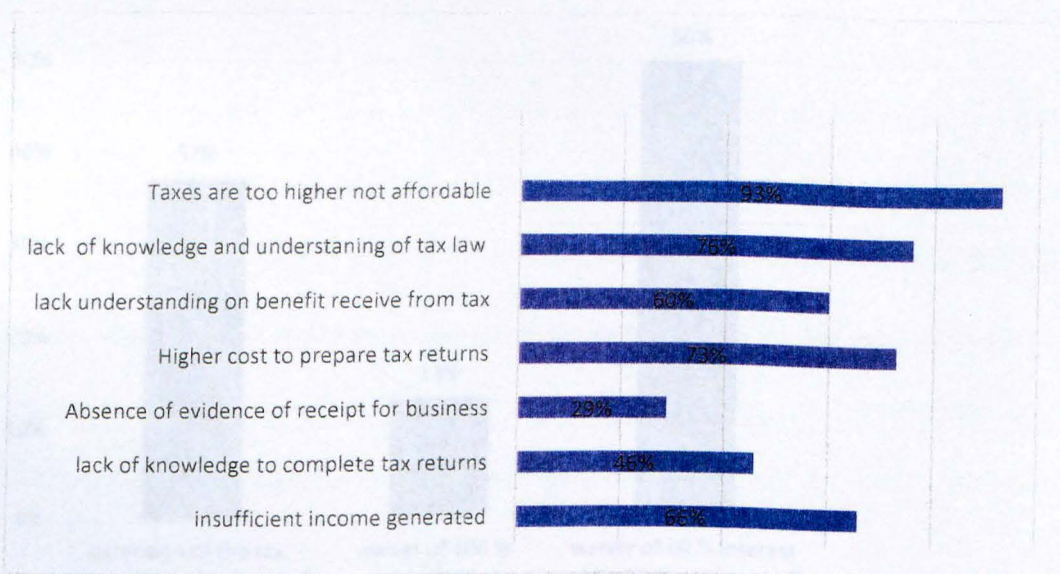 Taxes are too higher not affordable
93%
lack of knowledge and understaning of tax law
76%
lack understanding on benefit receive from tax
60%
Higher cost to prepare tax returns
73%
Absence of evidence of receipt for business
29%
lack of knowledge to complete tax returns
46%
insufficient income generated
66%